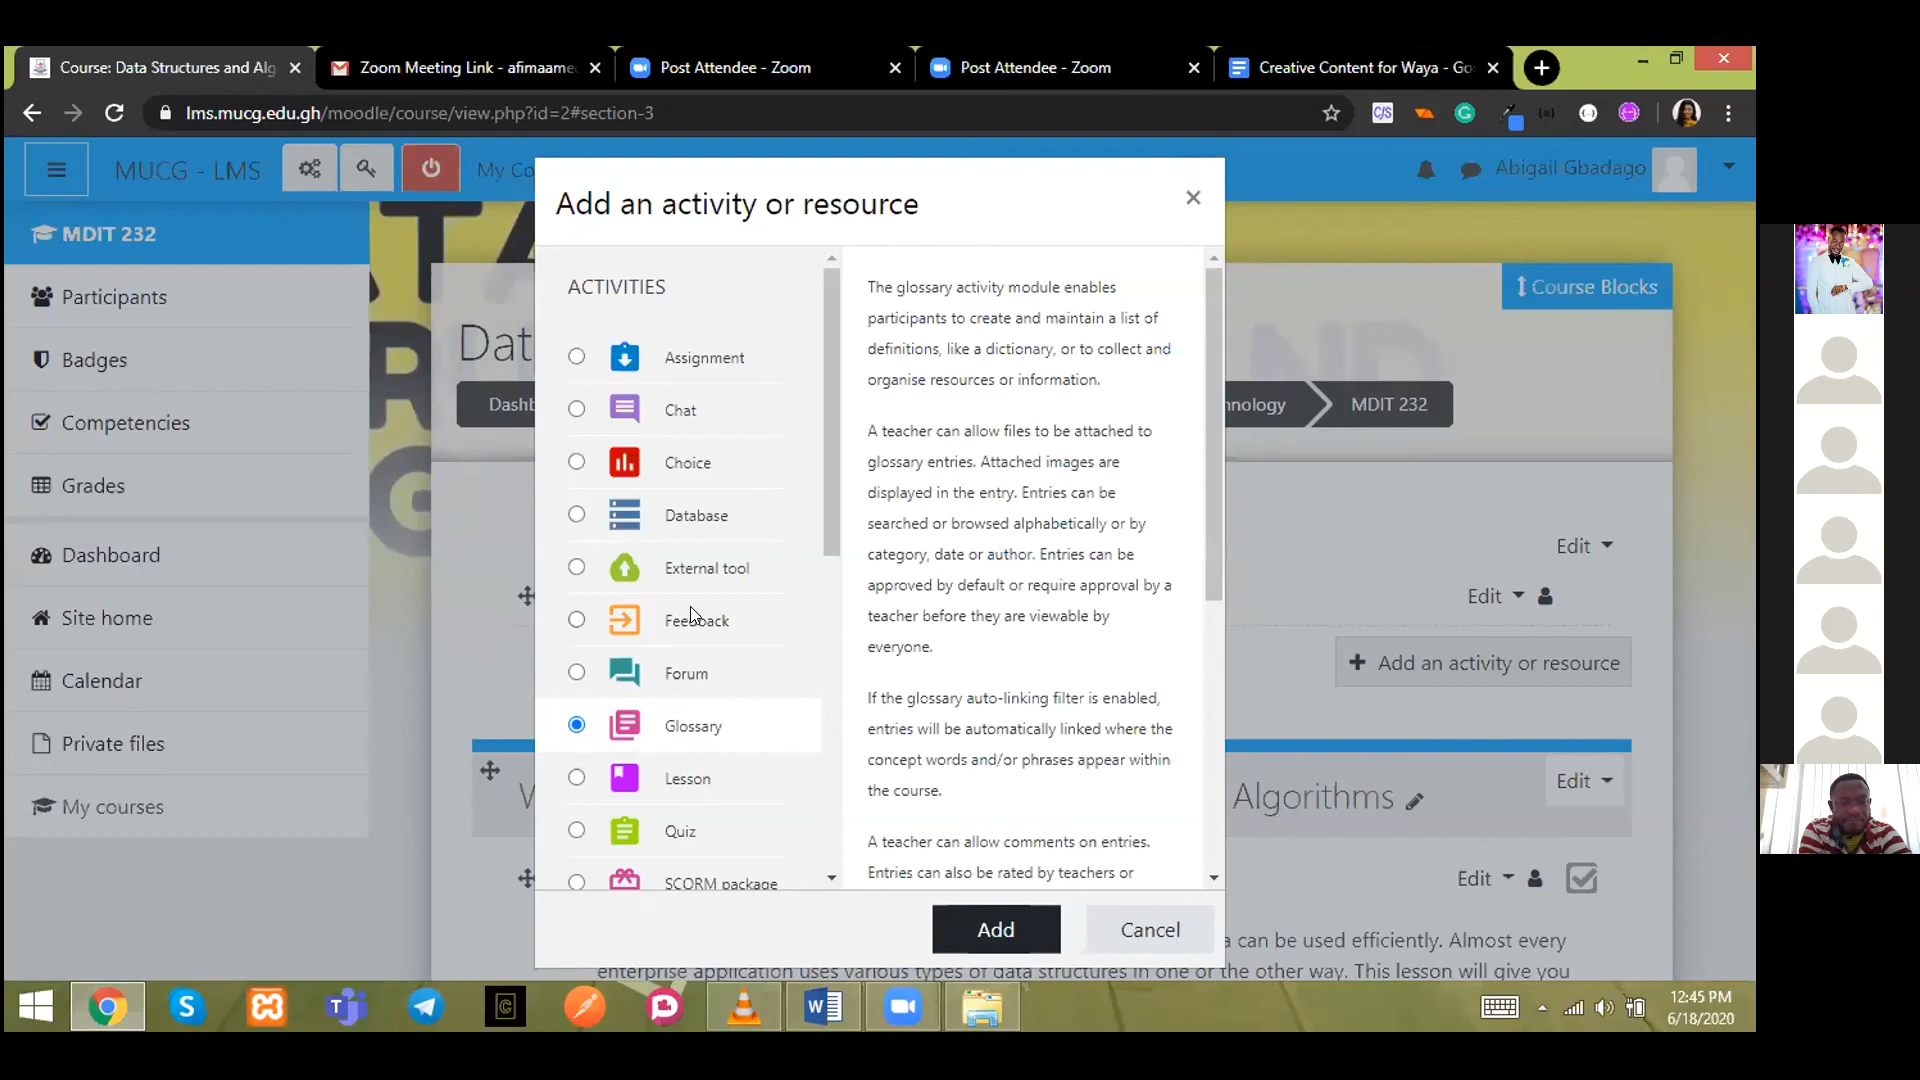 Course: Data Structures and Alg
Zoom Meeting Link - afimaame
Post Attendee - Zoom
Post Attendee - Zoom
Creative Content for Waya - Go
lms.mucg.edu.gh/moodle/course/view.php?id=2#section-3
MUCG - LMS
My Co
Abigail Gbadago
MDIT 232
Participants
Badges
Competencies
Grades
Dashboard
Site home
Calendar
Private files
My courses
Course Blocks
Dat
Dashb
nology
MDIT 232
Edit
Edit
+ Add an activity or resource
Edit
Algorithms
Edit
a can be used efficiently. Almost every
enterprise application uses various types of data structures in one or the other way. This lesson will give you
Add an activity or resource
ACTIVITIES
Assignment
Chat
Choice
Database
External tool
Feedback
Forum
Glossary
Lesson
Quiz
SCORM package
The glossary activity module enables
participants to create and maintain a list of
definitions, like a dictionary, or to collect and
organise resources or information.
A teacher can allow files to be attached to
glossary entries. Attached images are
displayed in the entry. Entries can be
searched or browsed alphabetically or by
category, date or author. Entries can be
approved by default or require approval by a
teacher before they are viewable by
everyone.
If the glossary auto-linking filter is enabled,
entries will be automatically linked where the
concept words and/or phrases appear within
the course.
A teacher can allow comments on entries.
Entries can also be rated by teachers or
Add
Cancel
12:45 PM
6/18/2020